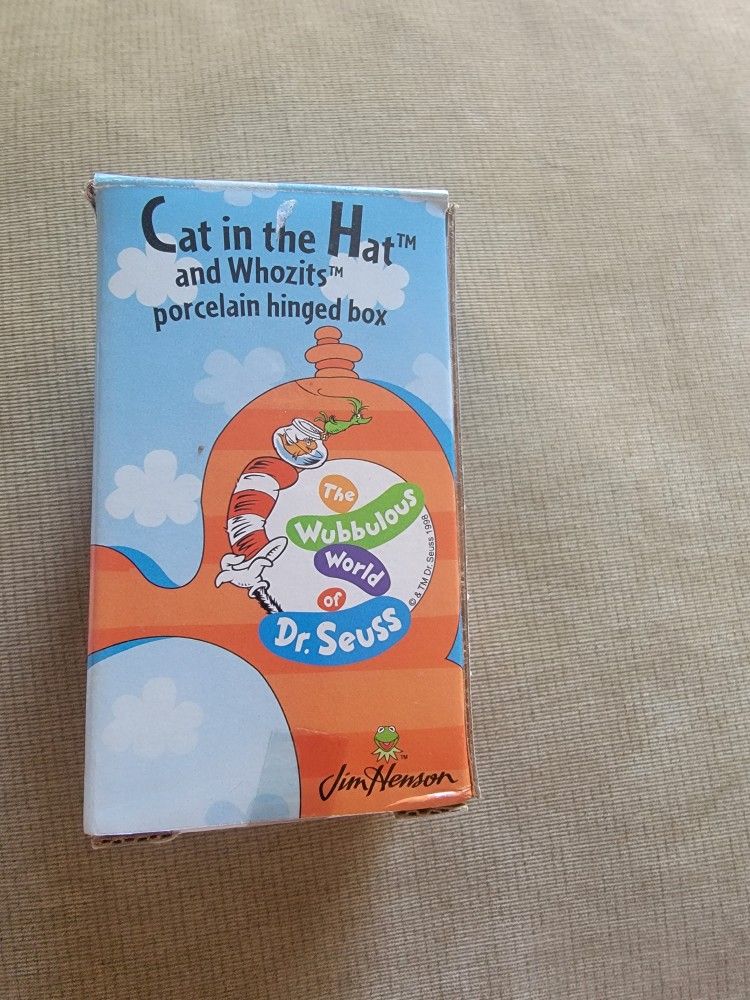 Cat in the Hat™
and Whozits™
porcelain hinged box
The
Wubbulous
World
of
Dr. Seuss
© & TM Dr. Seuss 1998
TM
Jim Henson